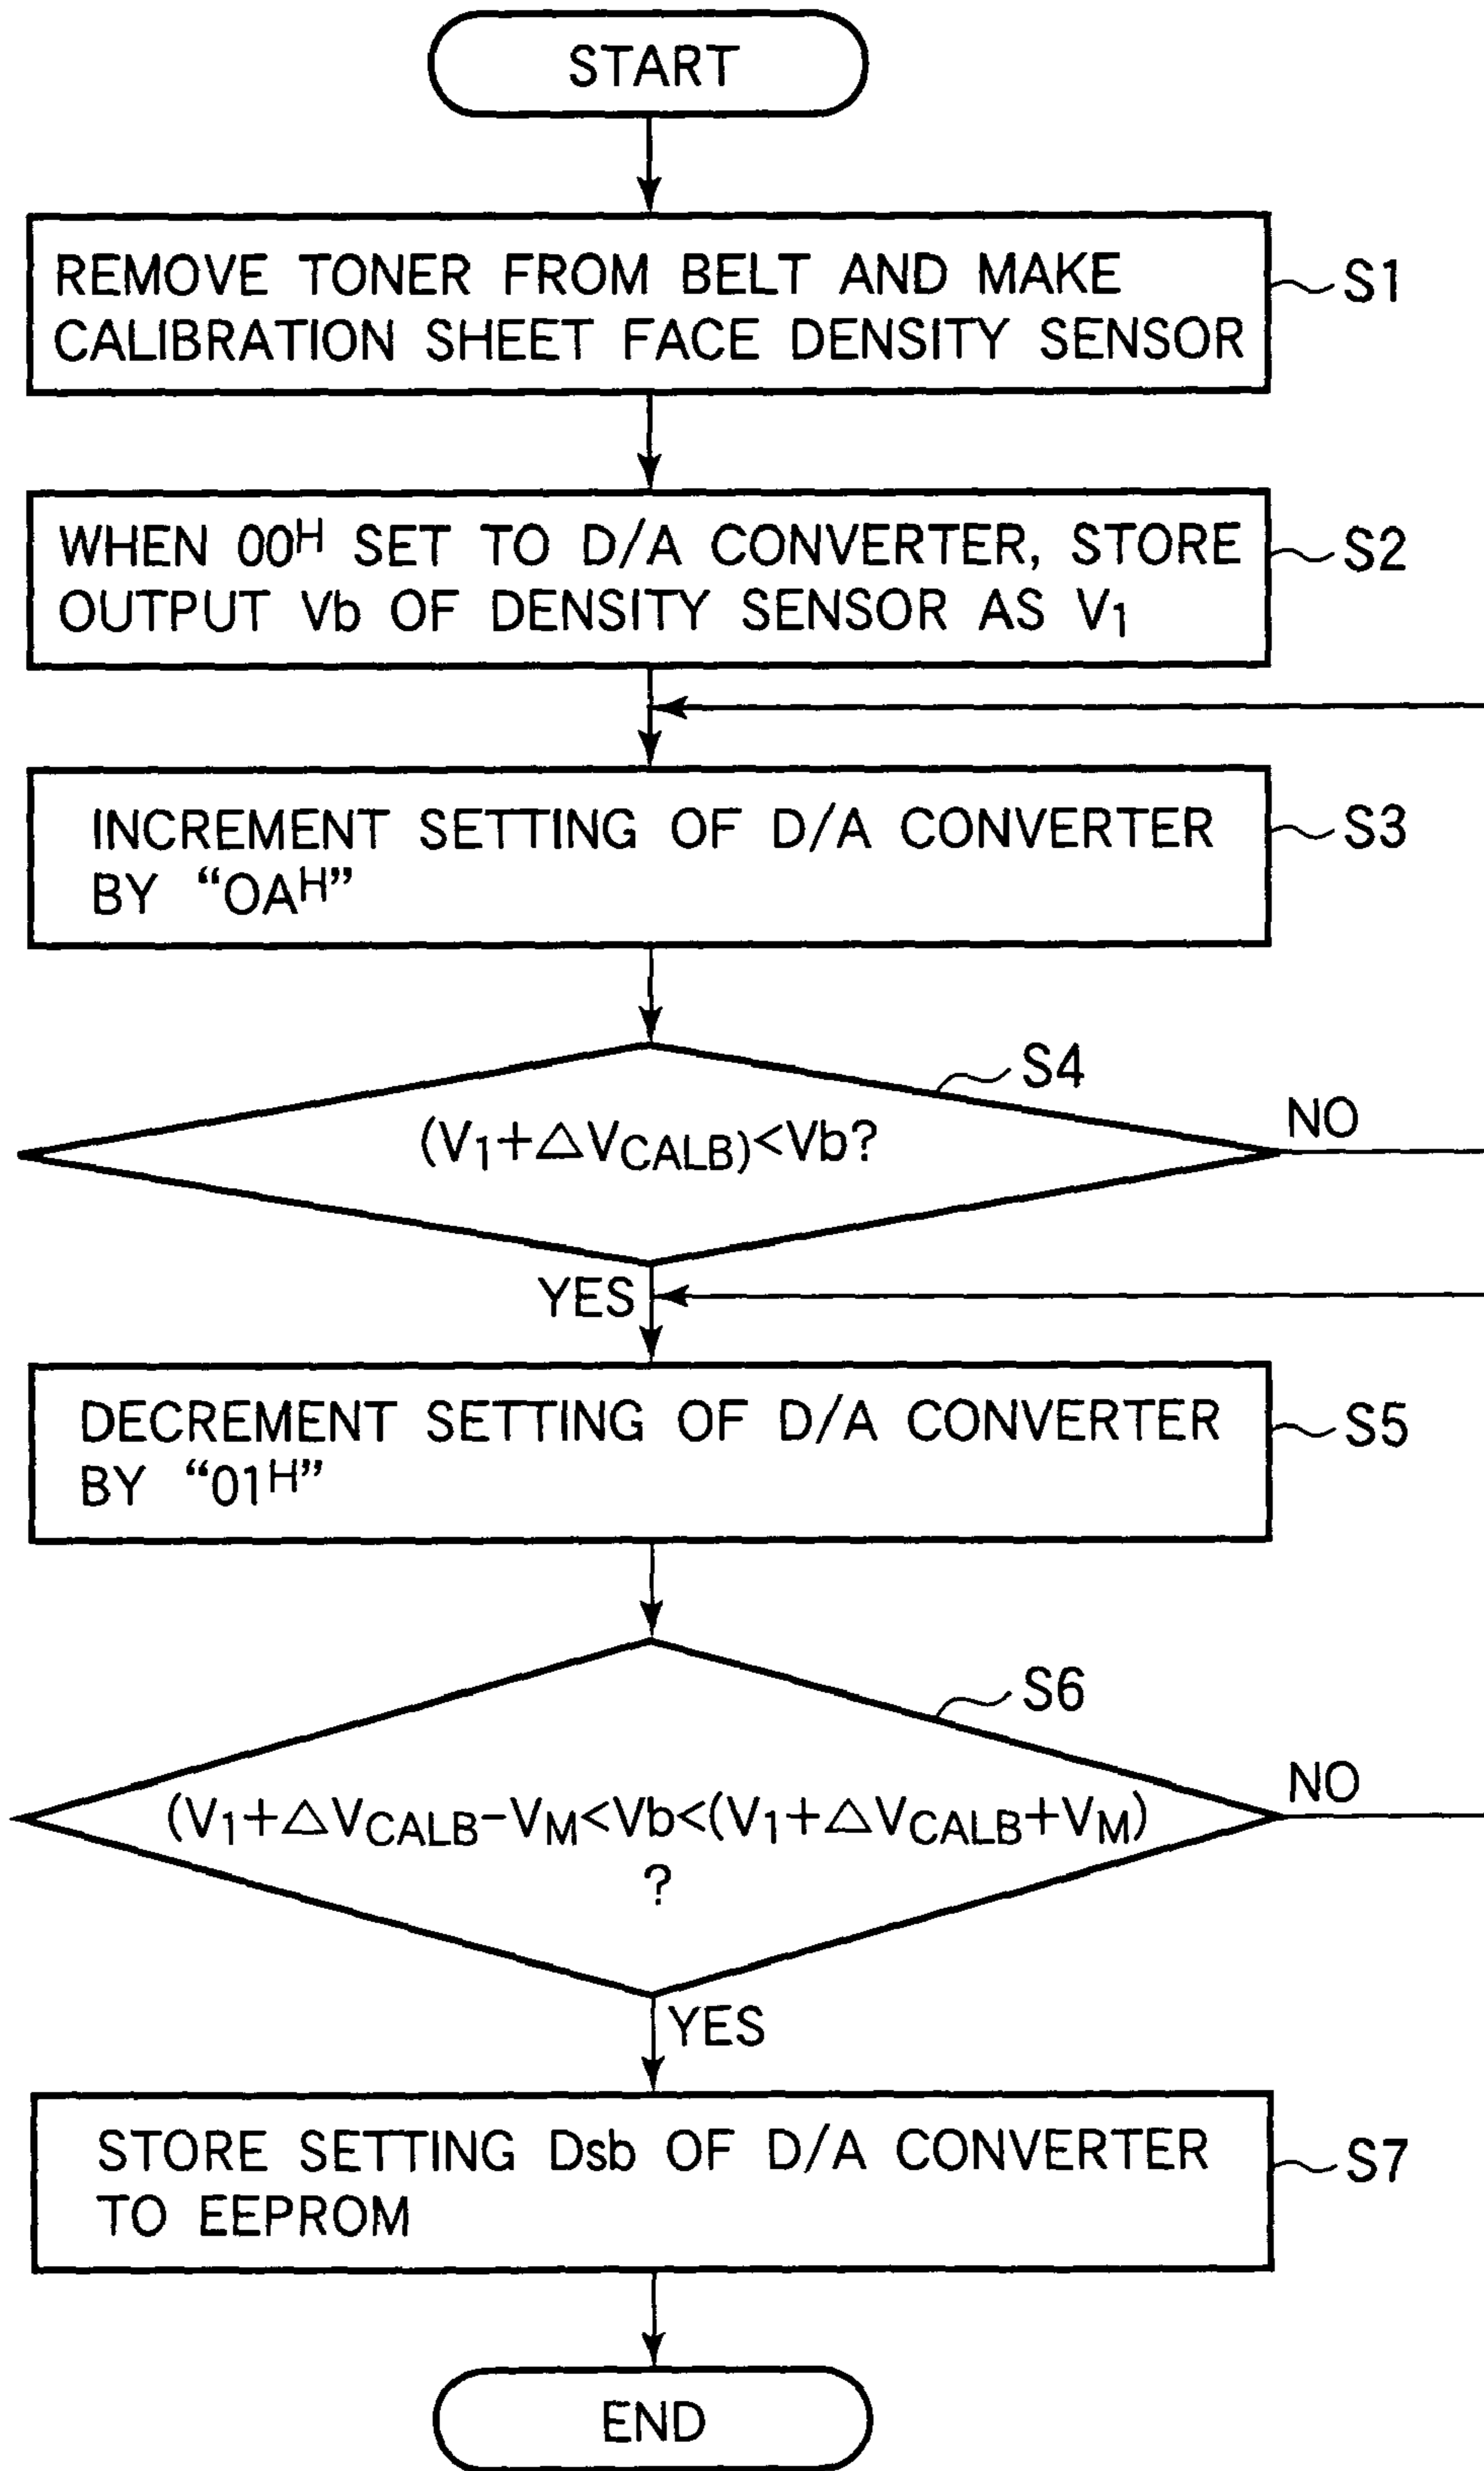 START
REMOVE TONER FROM BELT AND MAKE
CALIBRATION SHEET FACE DENSITY SENSOR
S1
WHEN 00ᴴ SET TO D/A CONVERTER, STORE
OUTPUT Vb OF DENSITY SENSOR AS V₁
S2
INCREMENT SETTING OF D/A CONVERTER
BY “OAᴴ”
S3
S4
(V₁+△VCALB)<Vb?
NO
YES
DECREMENT SETTING OF D/A CONVERTER
BY “01ᴴ”
S5
S6
(V₁+△VCALB-VM<Vb<(V₁+△VCALB+VM)
?
NO
YES
STORE SETTING Dsb OF D/A CONVERTER
TO EEPROM
S7
END